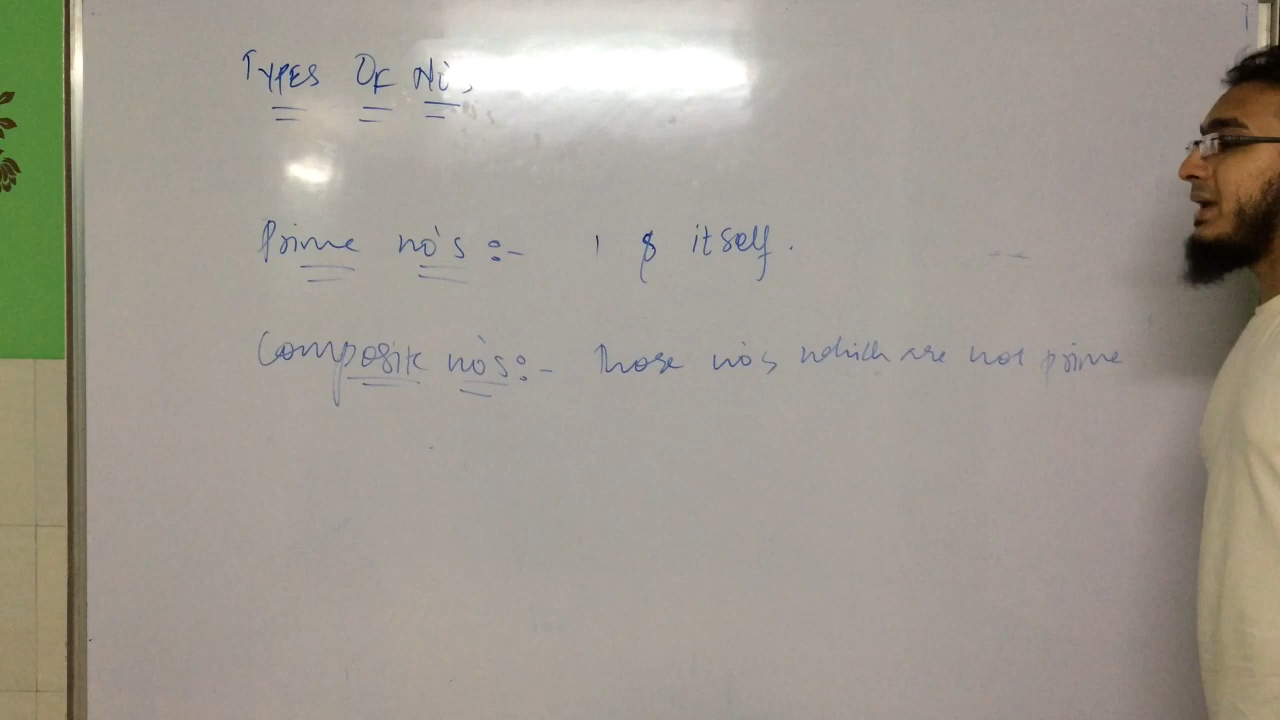 TYPES OF No,
Prime no's :- 1 & itself.
Composite no's :- Those no's which are not prime